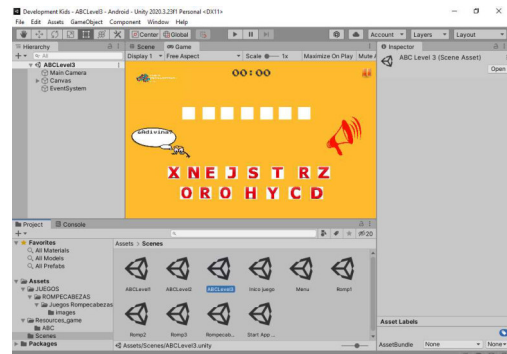 Development Kids - ABCLevel3 - Android - Unity 2020.3.29f1 Personal <DX11>
File Edit Assets GameObject Component Window Help
Center Global Account Layers Layout
Hierarchy Scene Game Inspector
All Display 1 Free Aspect Scale 1x Maximize On Play Mute
ABCLevel3
ABC Level 3 (Scene Asset)
Main Camera
Open
Canvas
EventSystem
00:00
X N E J S T R Z
O R O H Y C D
Project Console
20
Favorites
All Materials
All Models
All Prefabs
Assets > Scenes
Assets
JUEGOS
ROMPECABEZAS
Juegos Rompecabezas
images
Resources_game
ABC
Scenes
Packages
ABCLevel1 ABCLevel2 ABCLevel3 Inico juego Menu Romp1
Romp2 Romp3 Rompecab... Start App ...
Assets/Scenes/ABCLevel3.unity
Asset Labels
AssetBundle None None